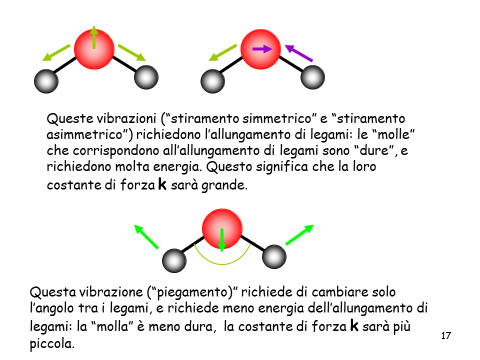 Queste vibrazioni (“stiramento simmetrico” e “stiramento
asimmetrico”) richiedono l’allungamento di legami: le “molle”
che corrispondono all’allungamento di legami sono “dure”, e
richiedono molta energia. Questo significa che la loro
costante di forza k sarà grande.
Questa vibrazione (“piegamento)” richiede di cambiare solo
l’angolo tra i legami, e richiede meno energia dell’allungamento di
legami: la “molla” è meno dura, la costante di forza k sarà più
piccola.
17